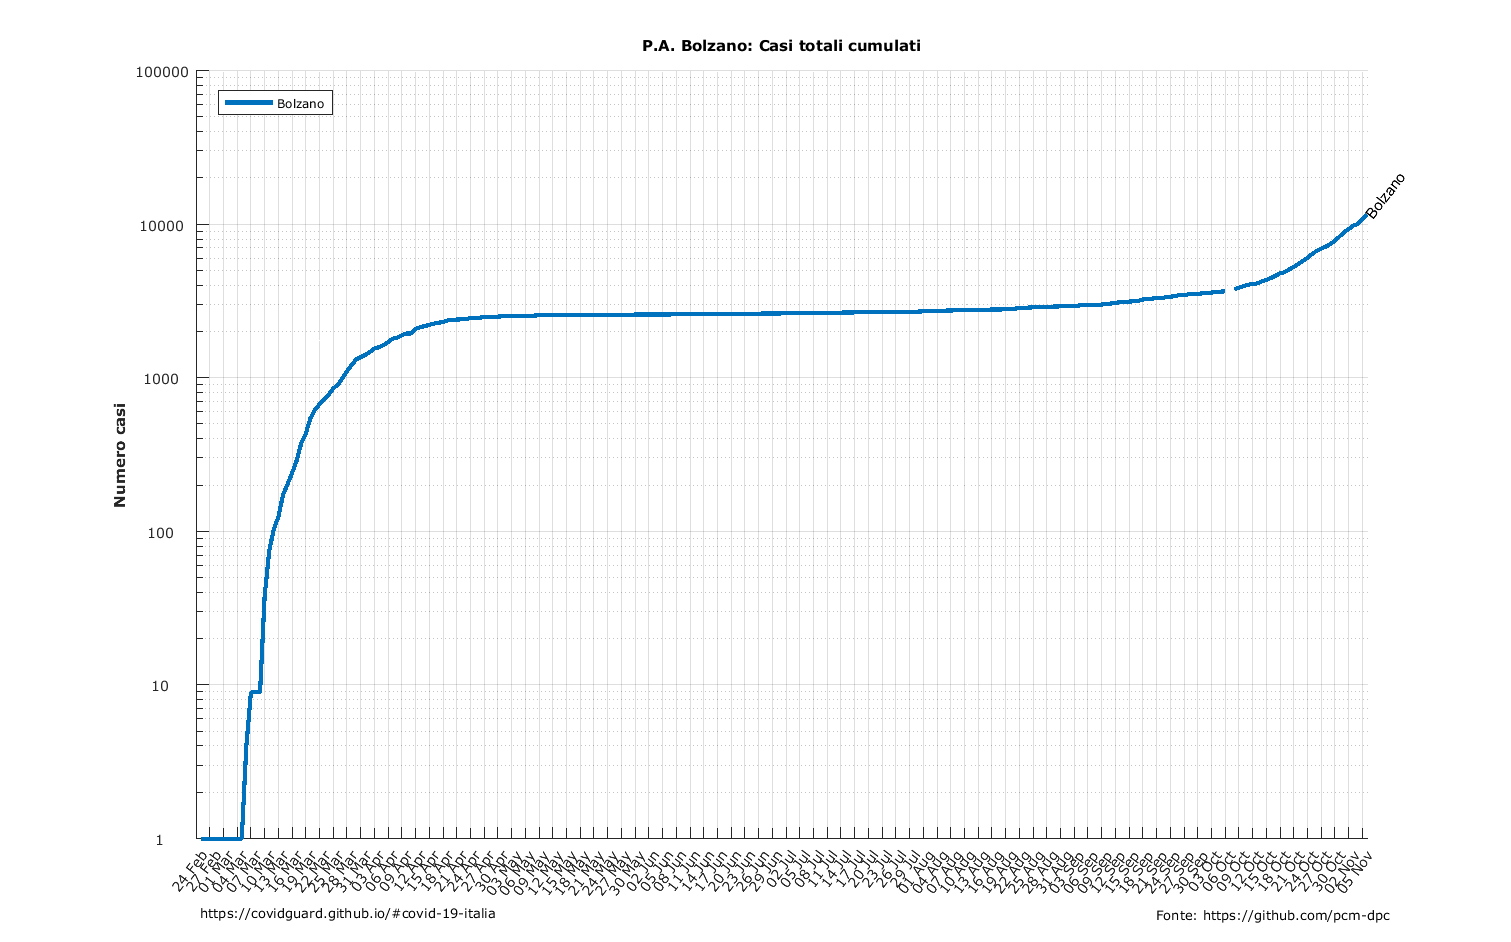 P.A. Bolzano: Casi totali cumulati
100000
10000
1000
100
10
1
Numero casi
Bolzano
Bolzano
24 Feb
27 Feb
01 Mar
04 Mar
07 Mar
10 Mar
13 Mar
16 Mar
19 Mar
22 Mar
25 Mar
28 Mar
31 Mar
03 Apr
06 Apr
09 Apr
12 Apr
15 Apr
18 Apr
21 Apr
24 Apr
27 Apr
30 Apr
03 May
06 May
09 May
12 May
15 May
18 May
21 May
24 May
27 May
30 May
02 Jun
05 Jun
08 Jun
11 Jun
14 Jun
17 Jun
20 Jun
23 Jun
26 Jun
29 Jun
02 Jul
05 Jul
08 Jul
11 Jul
14 Jul
17 Jul
20 Jul
23 Jul
26 Jul
29 Jul
01 Aug
04 Aug
07 Aug
10 Aug
13 Aug
16 Aug
19 Aug
22 Aug
25 Aug
28 Aug
31 Aug
03 Sep
06 Sep
09 Sep
12 Sep
15 Sep
18 Sep
21 Sep
24 Sep
27 Sep
30 Sep
03 Oct
06 Oct
09 Oct
12 Oct
15 Oct
18 Oct
21 Oct
24 Oct
27 Oct
30 Oct
02 Nov
05 Nov
https://covidguard.github.io/#covid-19-italia
Fonte: https://github.com/pcm-dpc